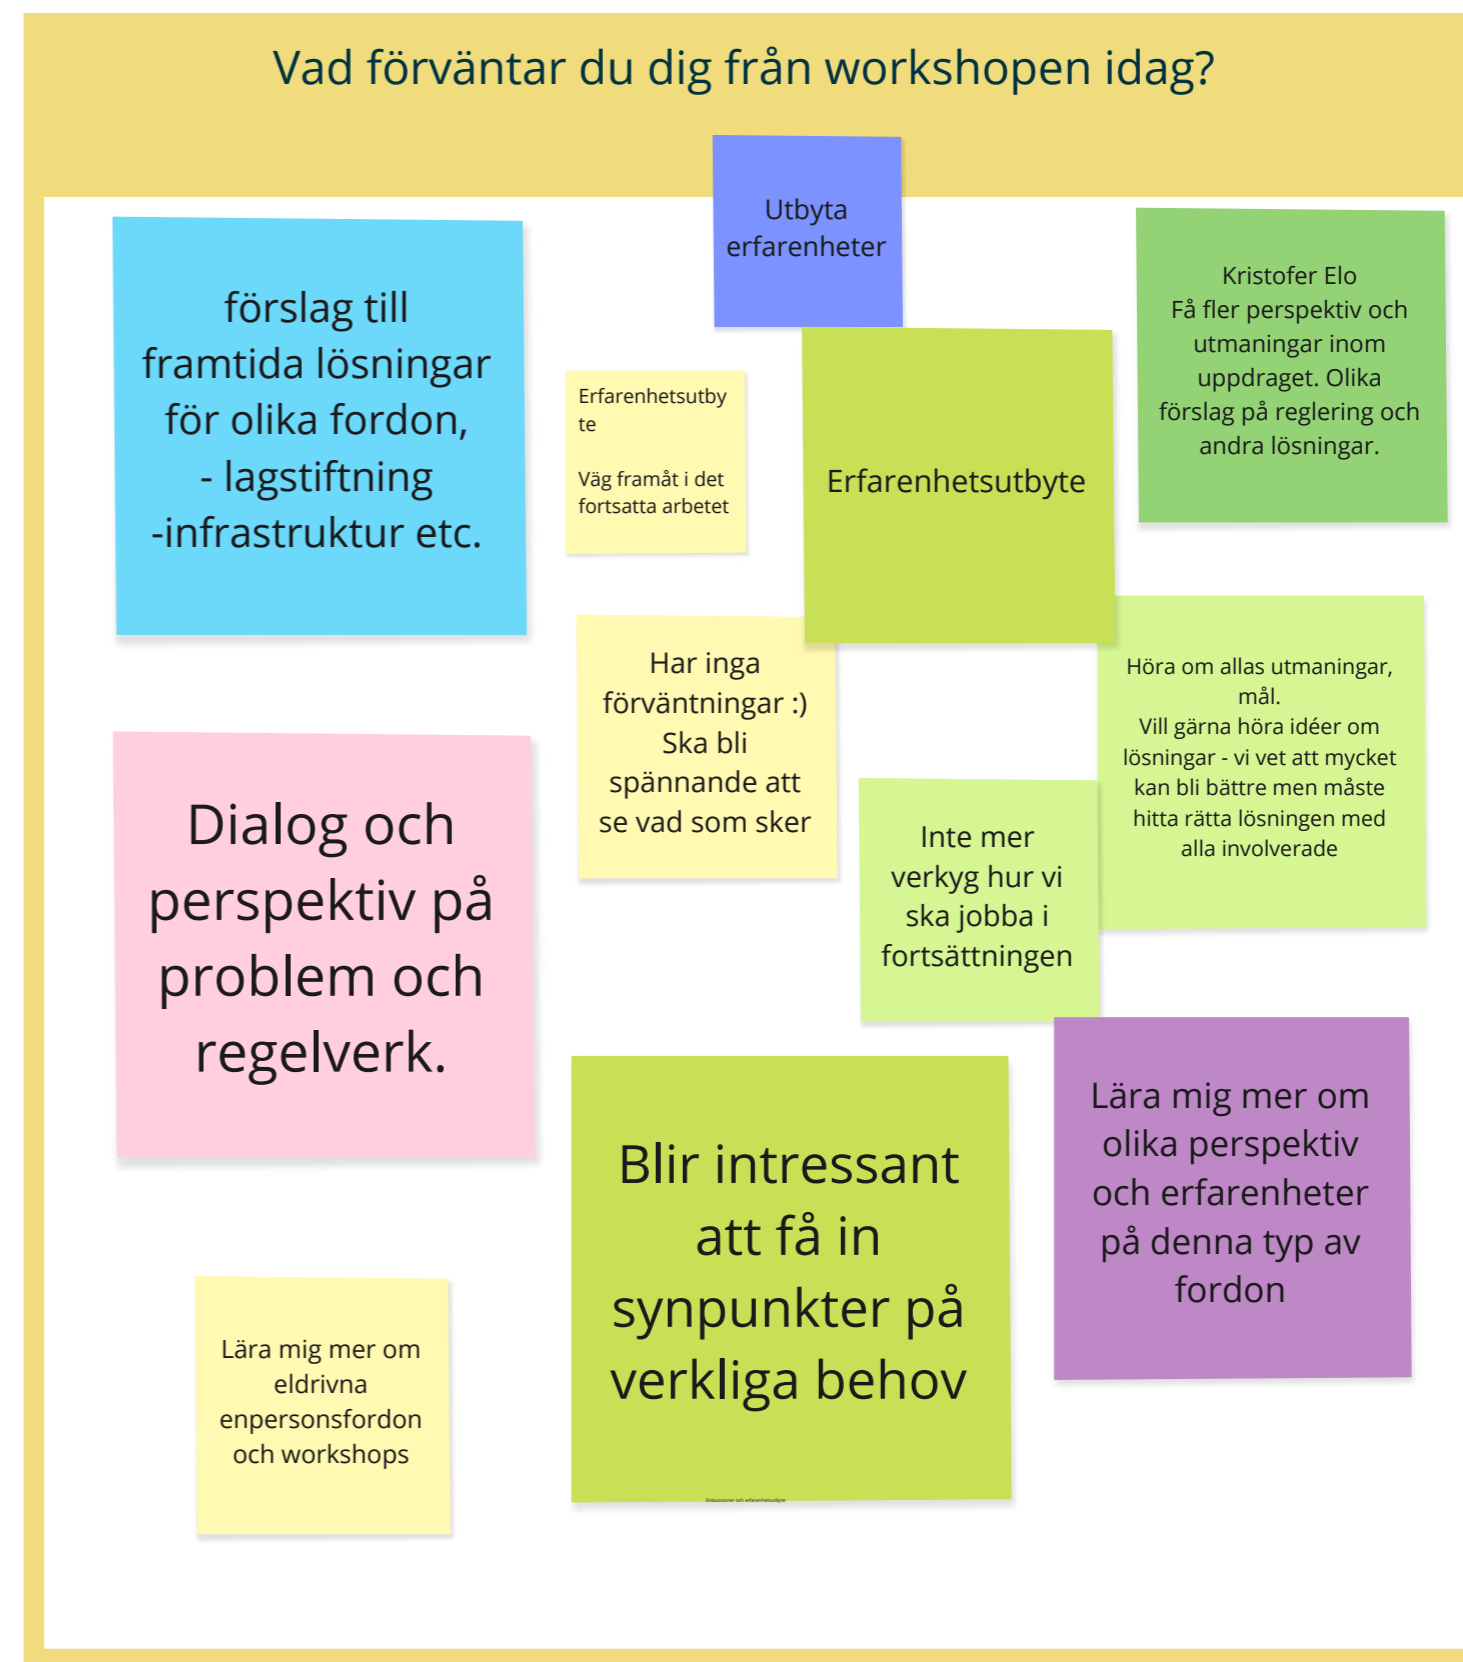 Vad förväntar du dig från workshopen idag?
Utbyta
erfarenheter
förslag till
framtida lösningar
för olika fordon,
- lagstiftning
-infrastruktur etc.
Erfarenhetsutby
te
Väg framåt i det
fortsatta arbetet
Erfarenhetsutbyte
Kristofer Elo
Få fler perspektiv och
utmaningar inom
uppdraget. Olika
förslag på reglering och
andra lösningar.
Har inga
förväntningar :)
Ska bli
spännande att
se vad som sker
Höra om allas utmaningar,
mål.
Vill gärna höra idéer om
lösningar - vi vet att mycket
kan bli bättre men måste
hitta rätta lösningen med
alla involverade
Dialog och
perspektiv på
problem och
regelverk.
Inte mer
verkyg hur vi
ska jobba i
fortsättningen
Blir intressant
att få in
synpunkter på
verkliga behov
Lära mig mer om
olika perspektiv
och erfarenheter
på denna typ av
fordon
Lära mig mer om
eldrivna
enpersonsfordon
och workshops
Diskussioner och erfarenhetsutbyte